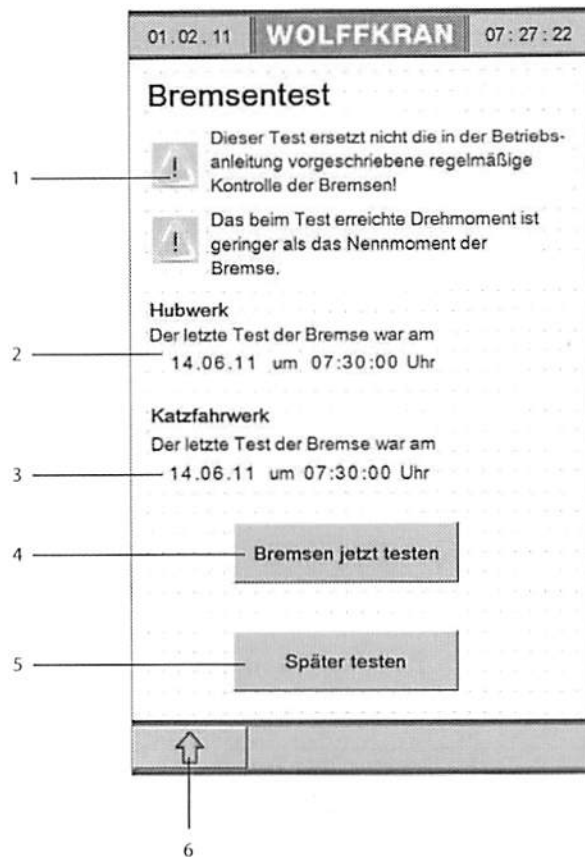 01.02.11 WOLFFKRAN 07:27:22
Bremsentest
Dieser Test ersetzt nicht die in der Betriebs-
anleitung vorgeschriebene regelmäßige
1 Kontrolle der Bremsen!
Das beim Test erreichte Drehmoment ist
geringer als das Nennmoment der
Bremse.
Hubwerk
Der letzte Test der Bremse war am
2 14.06.11 um 07:30:00 Uhr
Katzfahrwerk
Der letzte Test der Bremse war am
3 14.06.11 um 07:30:00 Uhr
4 Bremsen jetzt testen
5 Später testen
6